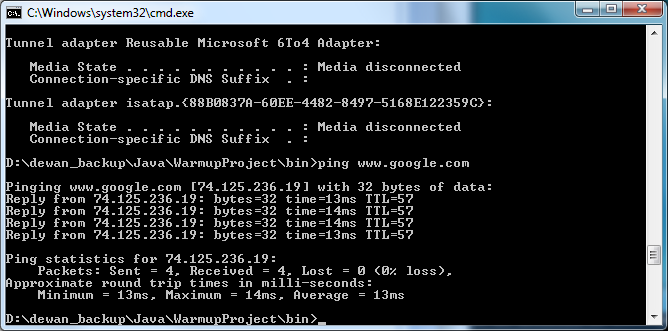 C:\Windows\system32\cmd.exe
Tunnel adapter Reusable Microsoft 6To4 Adapter:
Media State . . . . . . . . . . . : Media disconnected
Connection-specific DNS Suffix  . :
Tunnel adapter isatap.{88B0837A-60EE-4482-8497-5168E122359C}:
Media State . . . . . . . . . . . : Media disconnected
Connection-specific DNS Suffix  . :
D:\dewan_backup\Java\WarmupProject\bin>ping www.google.com
Pinging www.google.com [74.125.236.19] with 32 bytes of data:
Reply from 74.125.236.19: bytes=32 time=13ms TTL=57
Reply from 74.125.236.19: bytes=32 time=14ms TTL=57
Reply from 74.125.236.19: bytes=32 time=14ms TTL=57
Reply from 74.125.236.19: bytes=32 time=13ms TTL=57
Ping statistics for 74.125.236.19:
Packets: Sent = 4, Received = 4, Lost = 0 (0% loss),
Approximate round trip times in milli-seconds:
Minimum = 13ms, Maximum = 14ms, Average = 13ms
D:\dewan_backup\Java\WarmupProject\bin>_